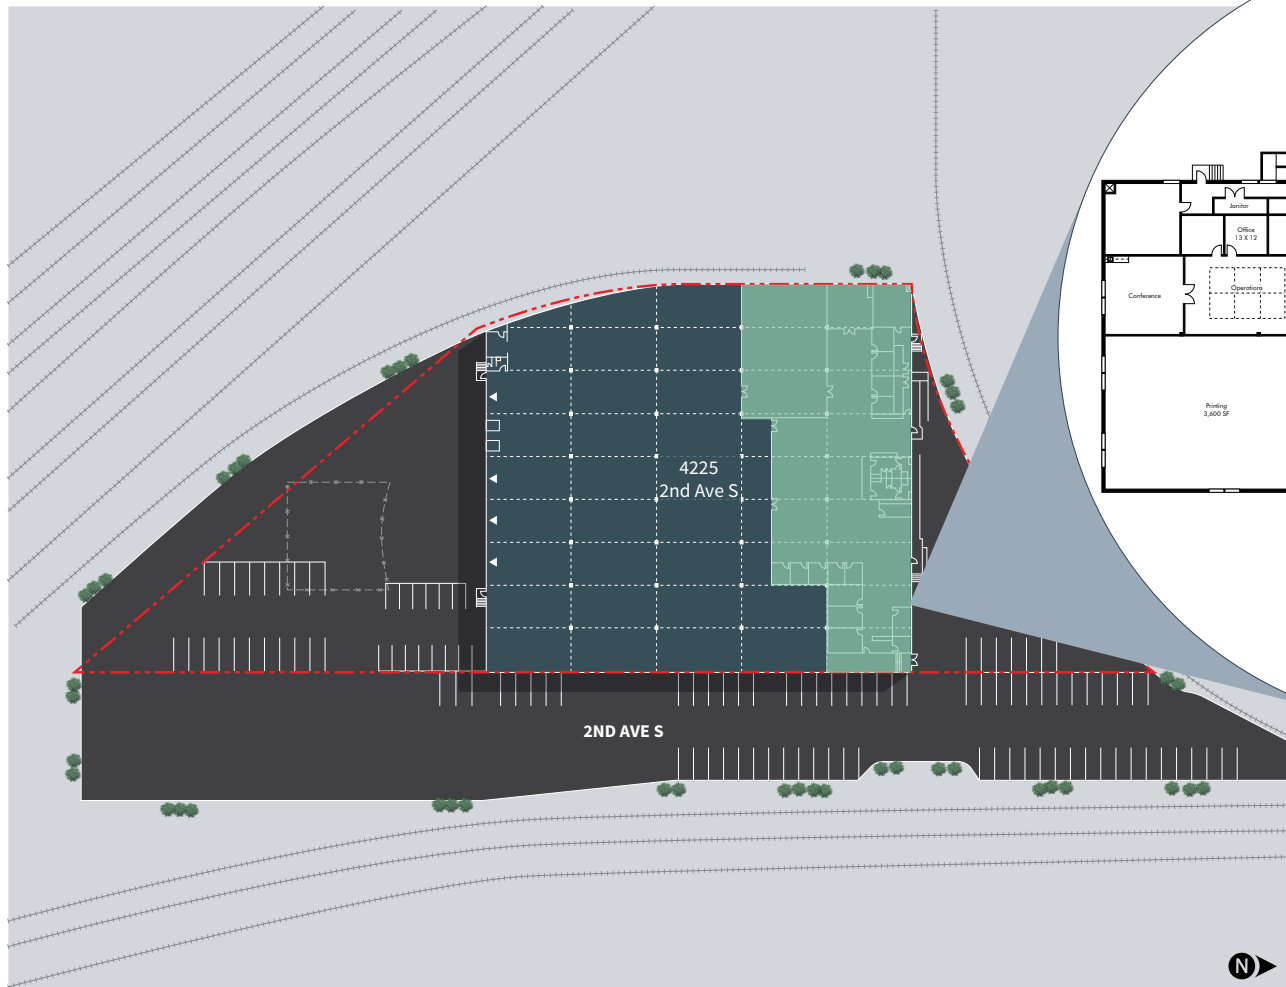 Janitor
Office
13 X 12
Conference
Operations
Printing
3,600 SF
4225
2nd Ave S
2ND AVE S
N